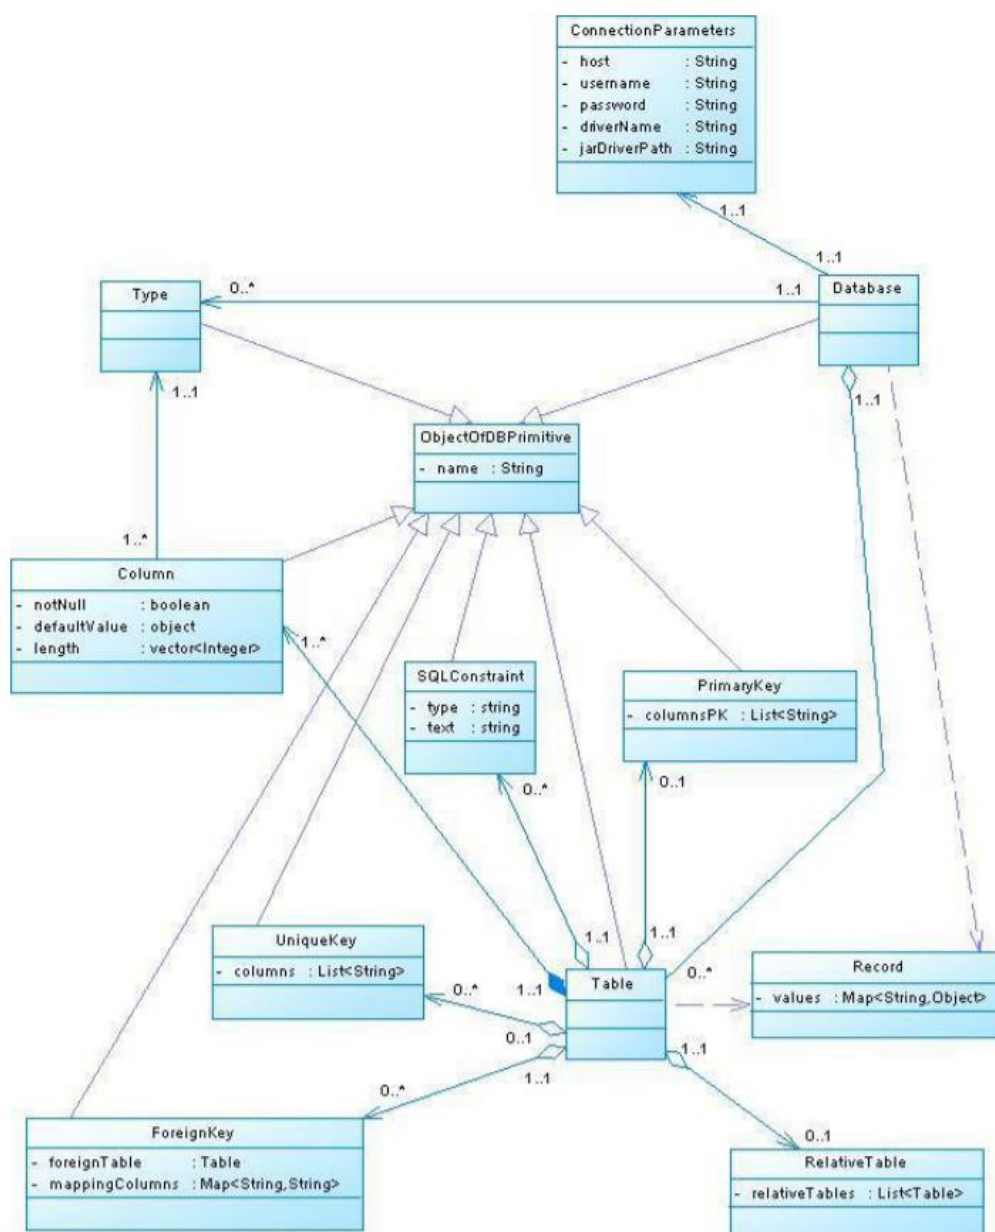 ConnectionParameters
- host : String
- username : String
- password : String
- driverName : String
- jarDriverPath : String
1..1
1..1
Type
0..*
1..1
Database
1..1
1..1
ObjectOfDBPrimitive
- name : String
1..*
Column
- notNull : boolean
- defaultValue : object
- length : vector<Integer>
1..*
SQLConstraint
- type : string
- text : string
PrimaryKey
- columnsPK : List<String>
0..*
0..1
UniqueKey
- columns : List<String>
1..1
1..1
1..1
0..*
Table
0..*
Record
- values : Map<String,Object>
0..1
1..1
1..1
0..*
ForeignKey
- foreignTable : Table
- mappingColumns : Map<String,String>
0..1
RelativeTable
- relativeTables : List<Table>